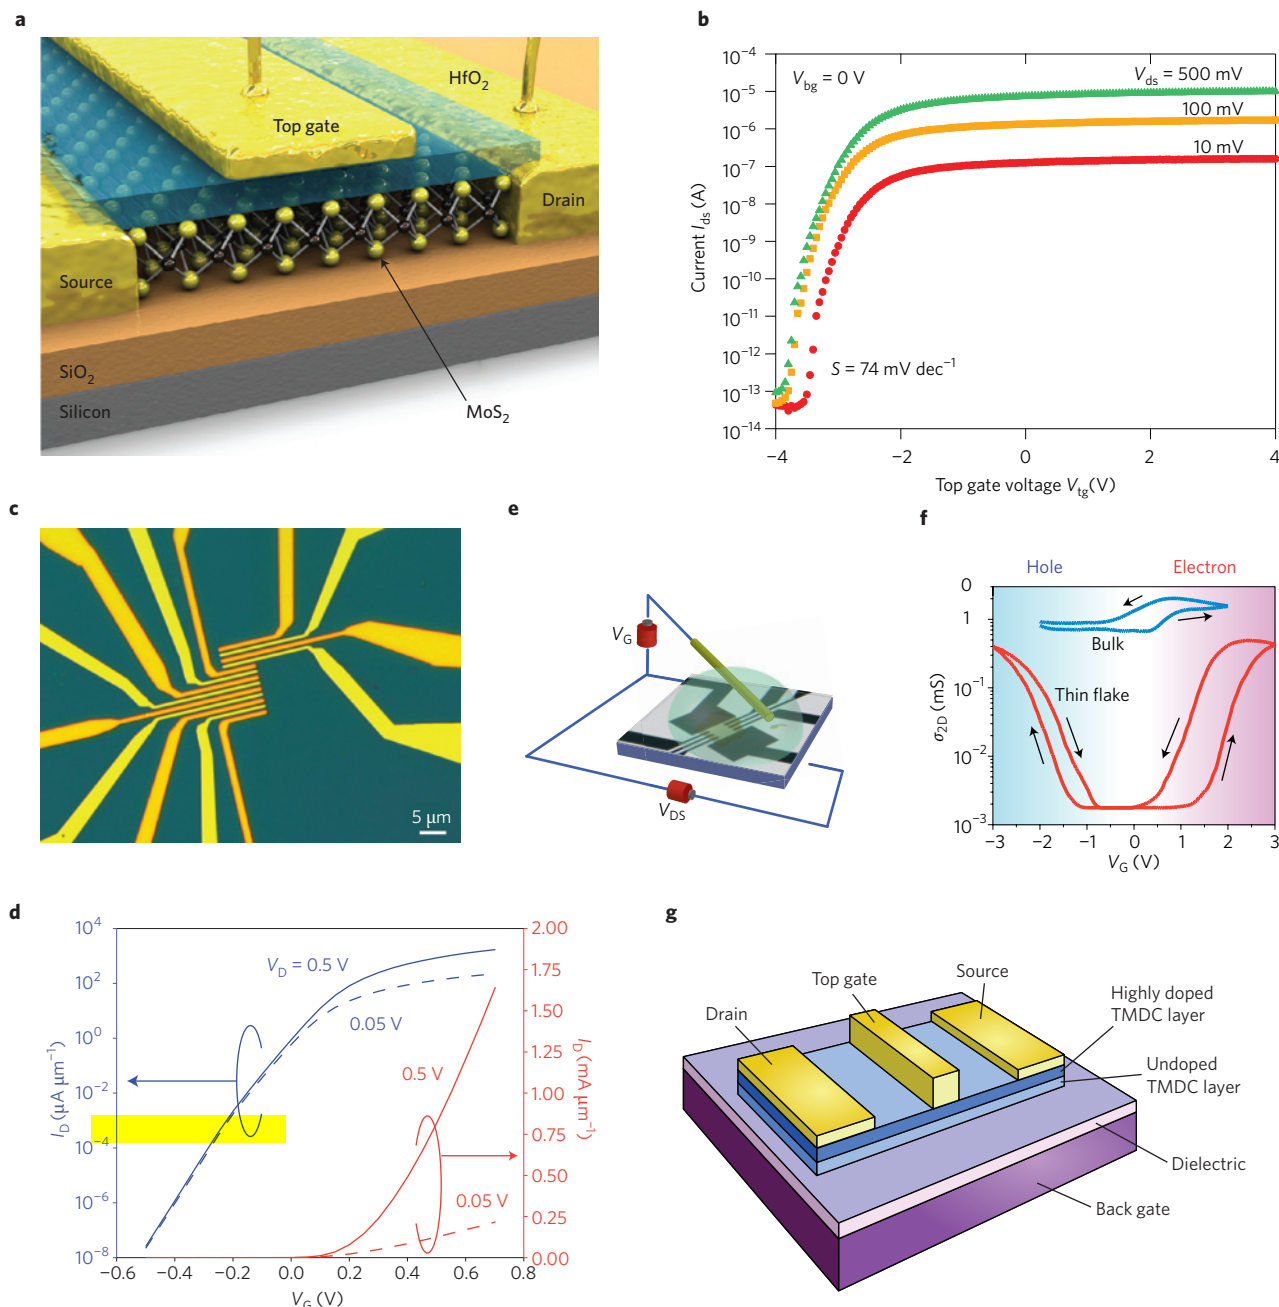 a
HfO2
Top gate
Drain
Source
SiO2
Silicon
MoS2
b
10−4
10−5
10−6
10−7
10−8
10−9
10−10
10−11
10−12
10−13
10−14
Current Ids (A)
Vbg = 0 V
Vds = 500 mV
100 mV
10 mV
S = 74 mV dec−1
−4
−2
0
2
4
Top gate voltage Vtg(V)
c
5 μm
e
VG
VDS
f
Hole
Electron
0
1
10−1
10−2
10−3
σ2D (mS)
Bulk
Thin flake
−3
−2
−1
0
1
2
3
VG (V)
d
104
102
100
10−2
10−4
10−6
10−8
ID (μA μm−1)
VD = 0.5 V
0.05 V
0.5 V
0.05 V
2.00
1.75
1.50
1.25
1.00
0.75
0.50
0.25
0.00
ID (mA μm−1)
−0.6
−0.4
−0.2
0.0
0.2
0.4
0.6
0.8
VG (V)
g
Drain
Top gate
Source
Highly doped
TMDC layer
Undoped
TMDC layer
Dielectric
Back gate